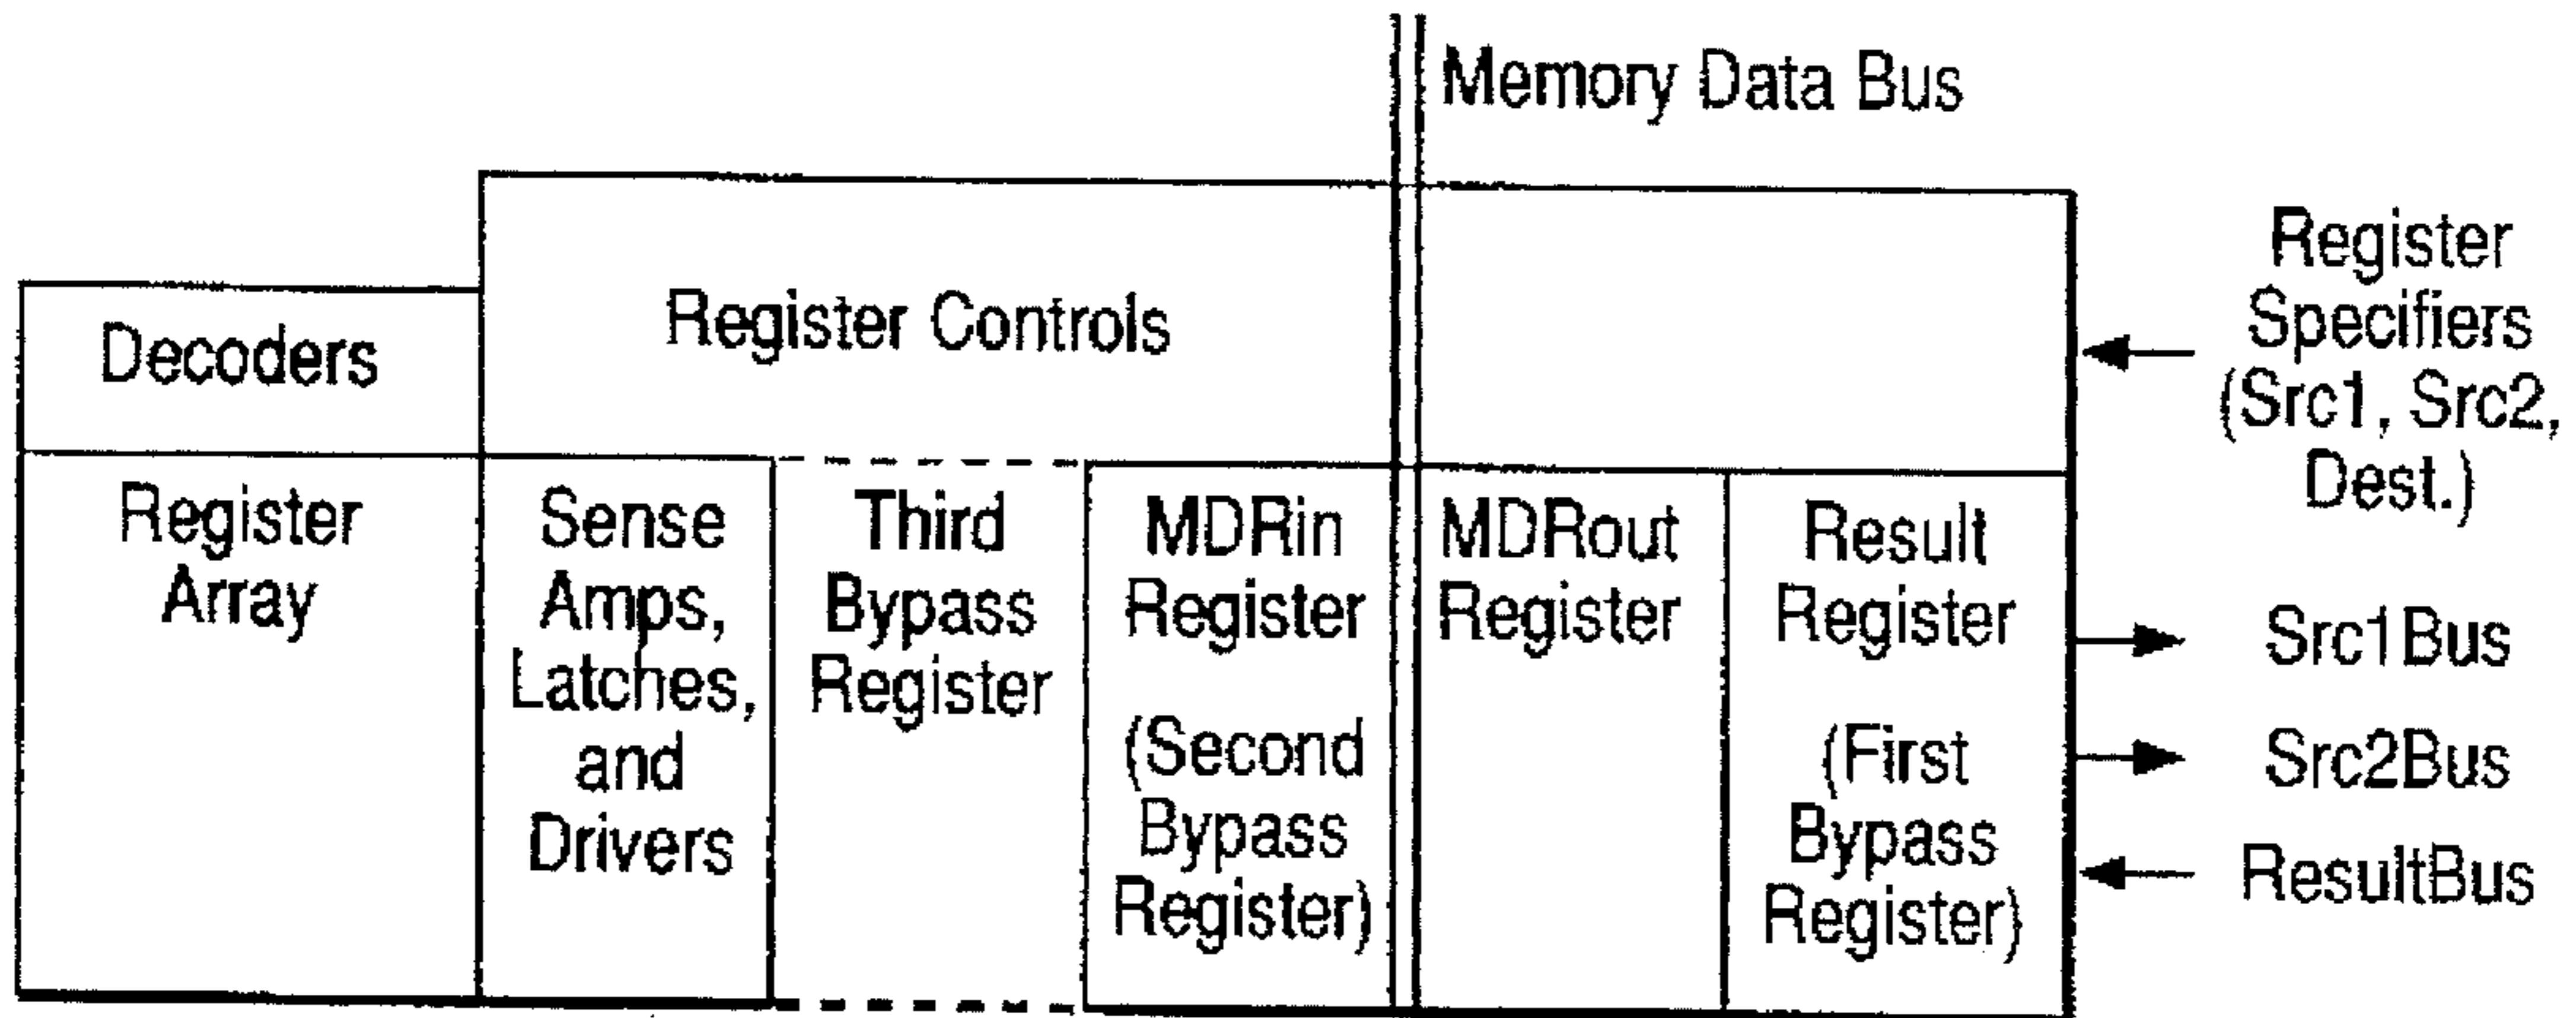 Memory Data Bus
Decoders
Register Controls
Register
Specifiers
(Src1, Src2,
Dest.)
Register
Array
Sense
Amps,
Latches,
and
Drivers
Third
Bypass
Register
MDRin
Register
(Second
Bypass
Register)
MDRout
Register
Result
Register
(First
Bypass
Register)
Src1Bus
Src2Bus
ResultBus